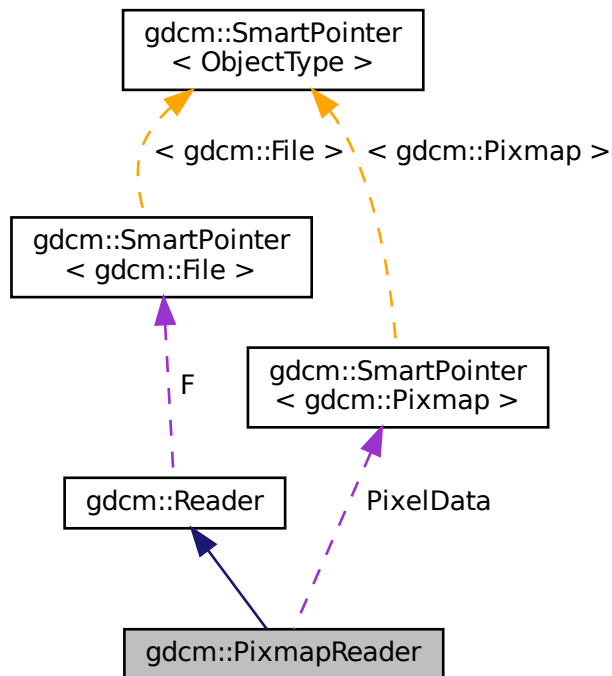 gdcm::SmartPointer
< ObjectType >
< gdcm::File >
< gdcm::Pixmap >
gdcm::SmartPointer
< gdcm::File >
gdcm::SmartPointer
< gdcm::Pixmap >
F
gdcm::Reader
PixelData
gdcm::PixmapReader